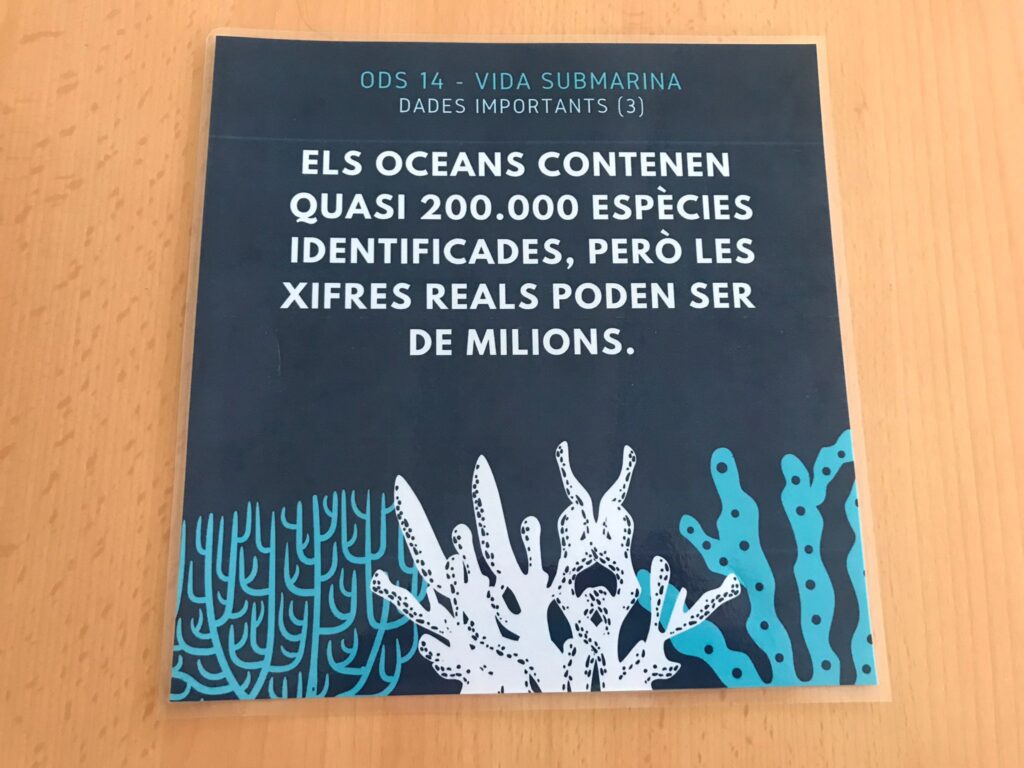 ODS 14 - VIDA SUBMARINA
DADES IMPORTANTS (3)
ELS OCEANS CONTENEN
QUASI 200.000 ESPÈCIES
IDENTIFICADES, PERÒ LES
XIFRES REALS PODEN SER
DE MILIONS.